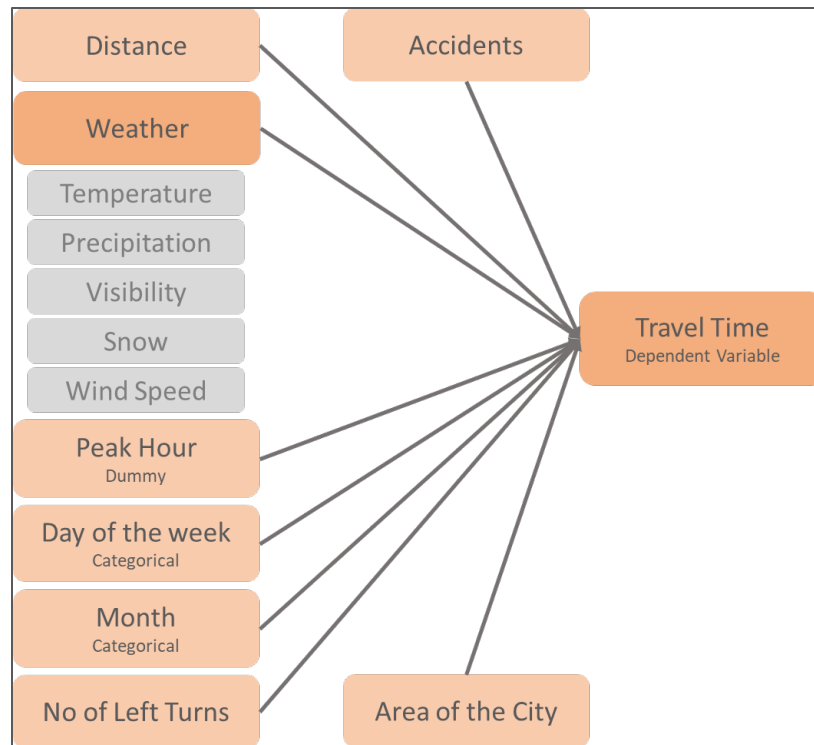 Distance
Accidents
Weather
Temperature
Precipitation
Visibility
Snow
Wind Speed
Travel Time
Dependent Variable
Peak Hour
Dummy
Day of the week
Categorical
Month
Categorical
No of Left Turns
Area of the City